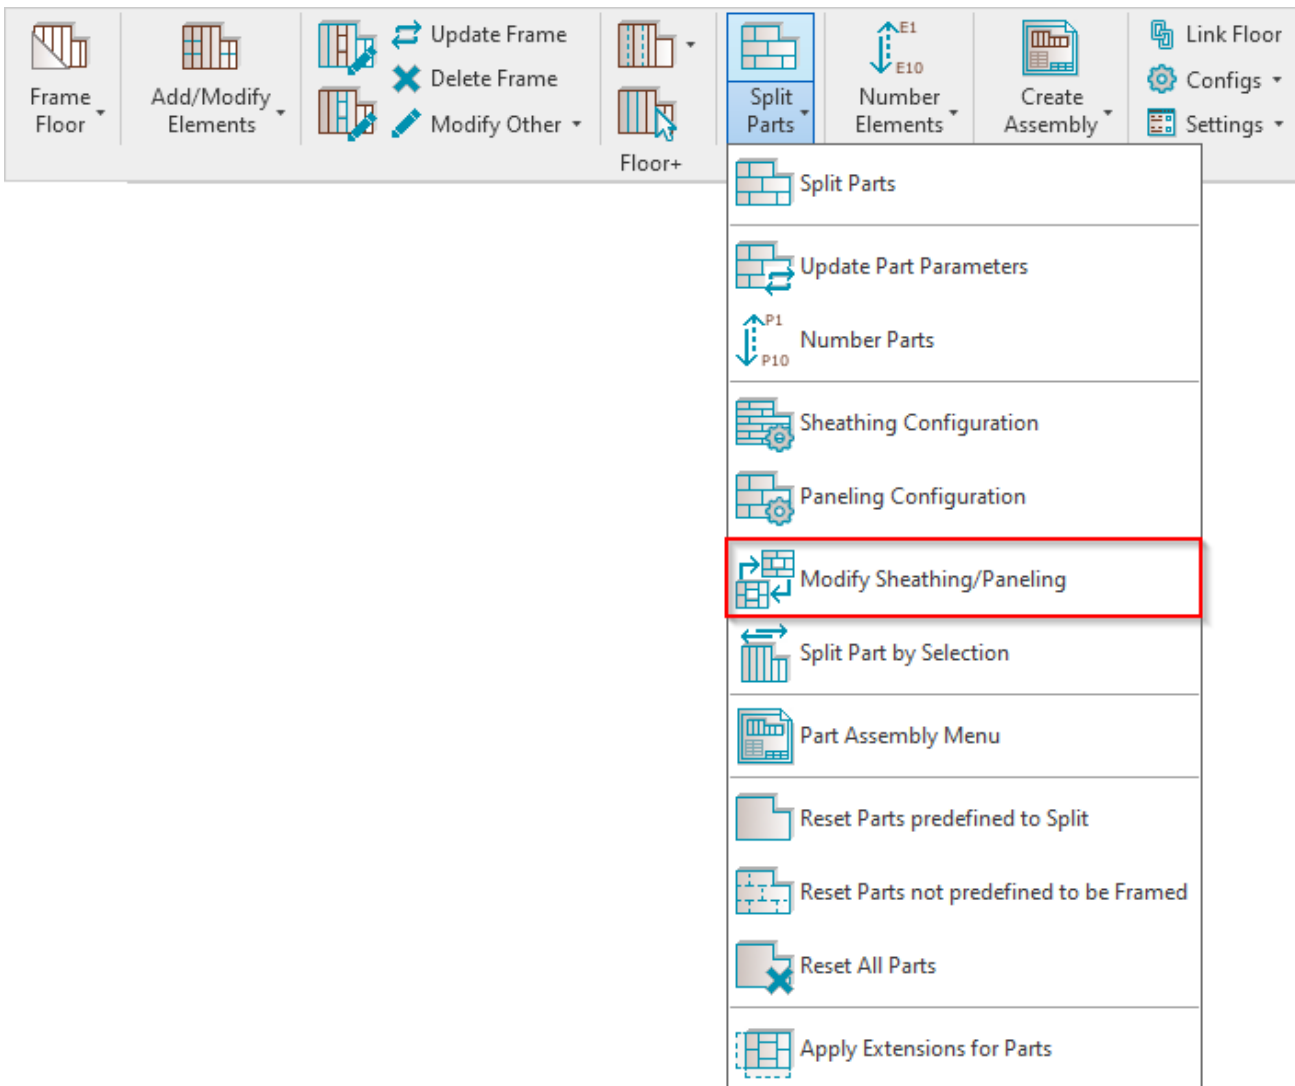 Frame
Floor
Add/Modify
Elements
Update Frame
Delete Frame
Modify Other
Floor+
Split
Parts
E1
E10
Number
Elements
Create
Assembly
Link Floor
Configs
Settings
Split Parts
Update Part Parameters
P1
P10
Number Parts
Sheathing Configuration
Paneling Configuration
Modify Sheathing/Paneling
Split Part by Selection
Part Assembly Menu
Reset Parts predefined to Split
Reset Parts not predefined to be Framed
Reset All Parts
Apply Extensions for Parts